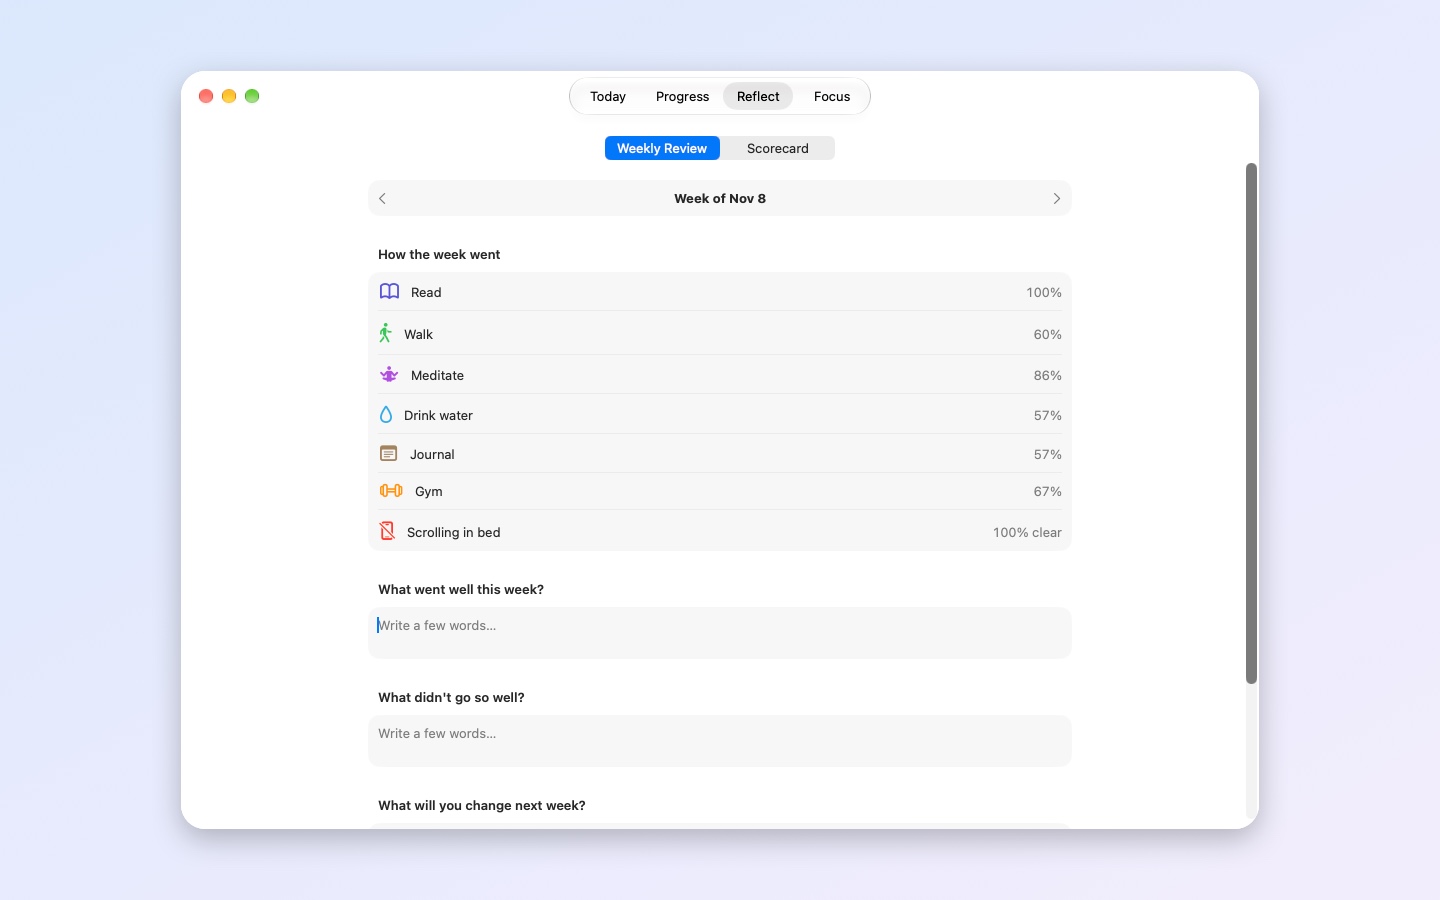 Today Progress Reflect Focus
Weekly Review Scorecard
Week of Nov 8
How the week went
Read 100%
Walk 60%
Meditate 86%
Drink water 57%
Journal 57%
Gym 67%
Scrolling in bed 100% clear
What went well this week?
Write a few words...
What didn't go so well?
Write a few words...
What will you change next week?